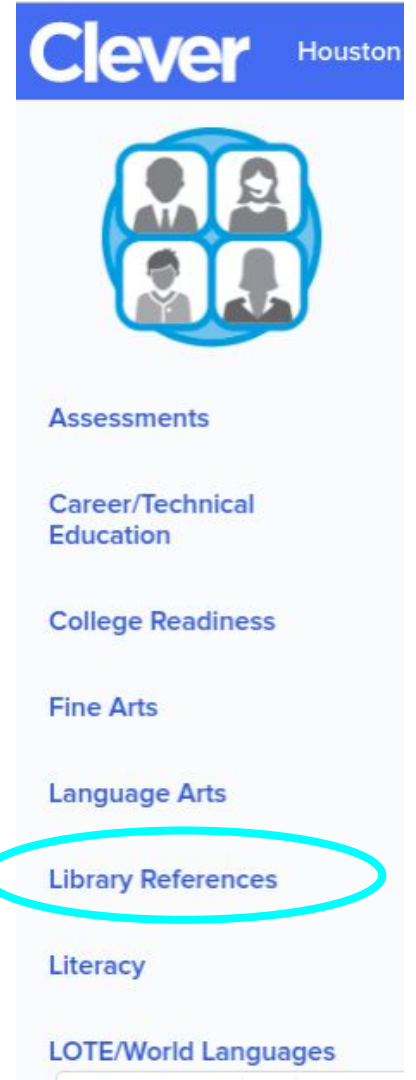 Clever Houston
Assessments
Career/Technical
Education
College Readiness
Fine Arts
Language Arts
Library References
Literacy
LOTE/World Languages